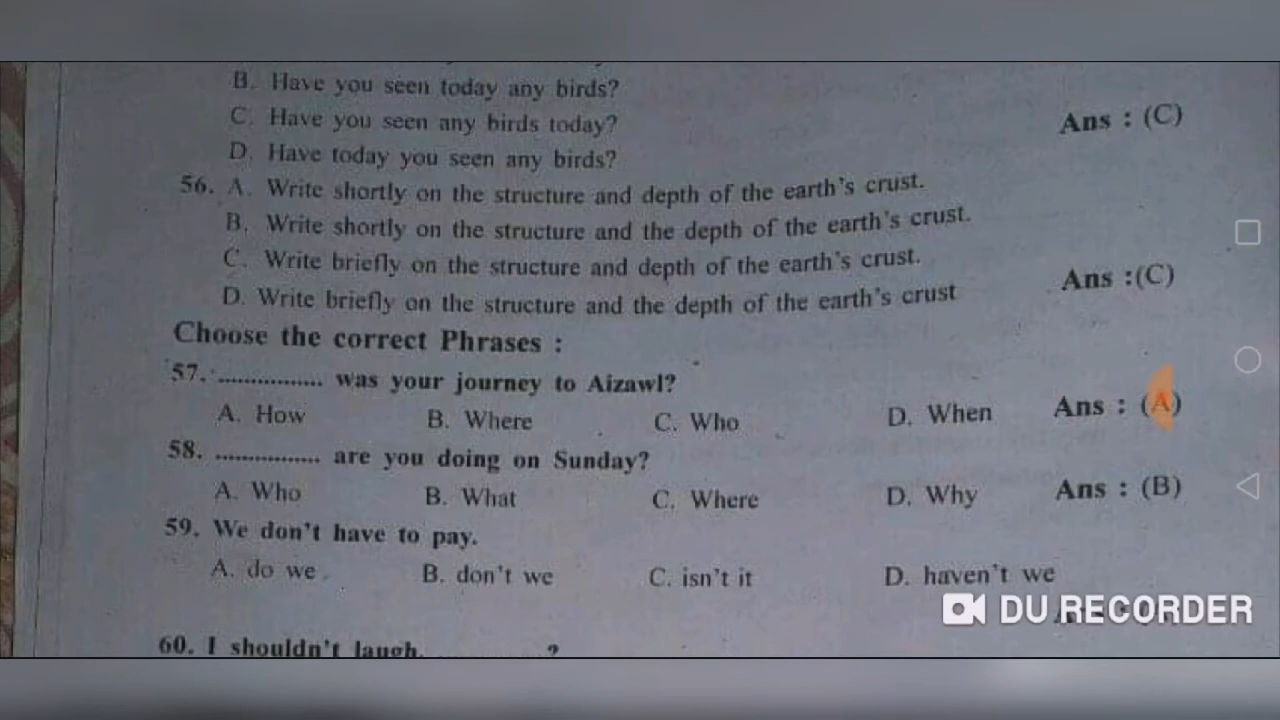 B. Have you seen today any birds?
C. Have you seen any birds today?
Ans : (C)
D. Have today you seen any birds?
56. A. Write shortly on the structure and depth of the earth's crust.
B. Write shortly on the structure and the depth of the earth's crust.
C. Write briefly on the structure and depth of the earth's crust.
Ans :(C)
D. Write briefly on the structure and the depth of the earth's crust
Choose the correct Phrases :
57. ................ was your journey to Aizawl?
A. How B. Where C. Who D. When Ans : (A)
58. ................ are you doing on Sunday?
A. Who B. What C. Where D. Why Ans : (B)
59. We don't have to pay.
A. do we B. don't we C. isn't it D. haven't we
DU RECORDER
60. I shouldn't laugh. ?